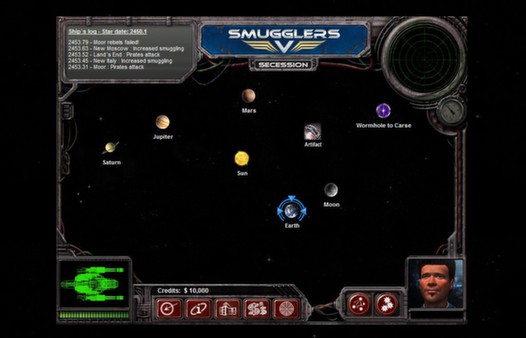 Ship's log - Star date: 2450.1
2453.79 - Moor rebels failed!
2453.63 - New Moscow : Increased smuggling
2453.52 - Land's End : Pirates attack
2453.45 - New Italy : Increased smuggling
2453.31 - Moor : Pirates attack
SMUGGLERS
V
SECESSION
Mars
Wormhole to Carse
Jupiter
Artifact
Saturn
Sun
Moon
Earth
Credits: $ 10,000